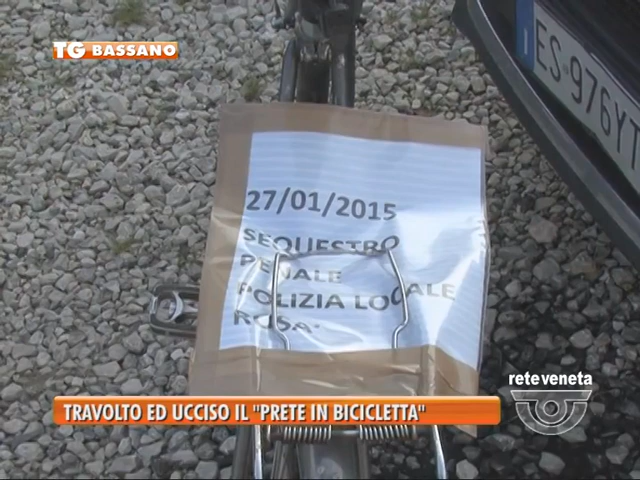 TG BASSANO
ES 976YT
27/01/2015
SEQUESTRO
PENALE
POLIZIA LOCALE
ROSA'
reteveneta
TRAVOLTO ED UCCISO IL "PRETE IN BICICLETTA"